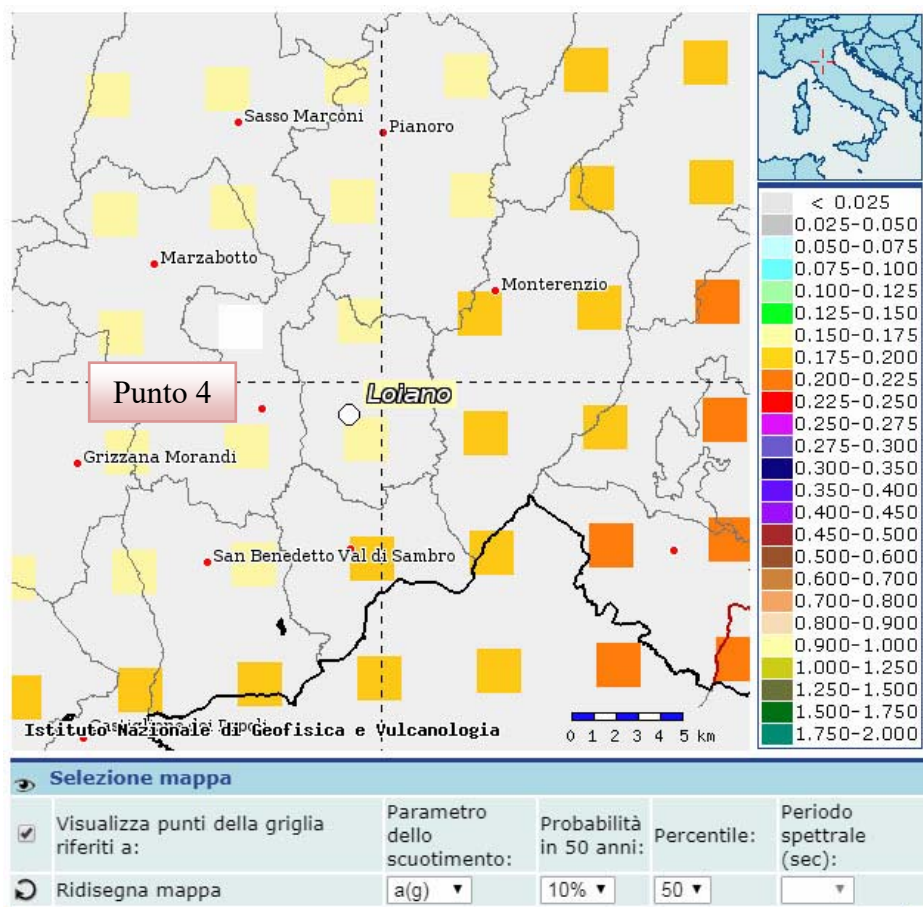 Sasso Marconi
Pianoro
Marzabotto
Monterenzio
Punto 4
Loiano
Grizzana Morandi
San Benedetto Val di Sambro
Istituto Nazionale di Geofisica e Vulcanologia
0 1 2 3 4 5 km
< 0.025
0.025-0.050
0.050-0.075
0.075-0.100
0.100-0.125
0.125-0.150
0.150-0.175
0.175-0.200
0.200-0.225
0.225-0.250
0.250-0.275
0.275-0.300
0.300-0.350
0.350-0.400
0.400-0.450
0.450-0.500
0.500-0.600
0.600-0.700
0.700-0.800
0.800-0.900
0.900-1.000
1.000-1.250
1.250-1.500
1.500-1.750
1.750-2.000
Selezione mappa
Visualizza punti della griglia
riferiti a:
Parametro
dello
scuotimento:
Probabilità
in 50 anni:
Percentile:
Periodo
spettrale
(sec):
Ridisegna mappa
a(g)
10%
50